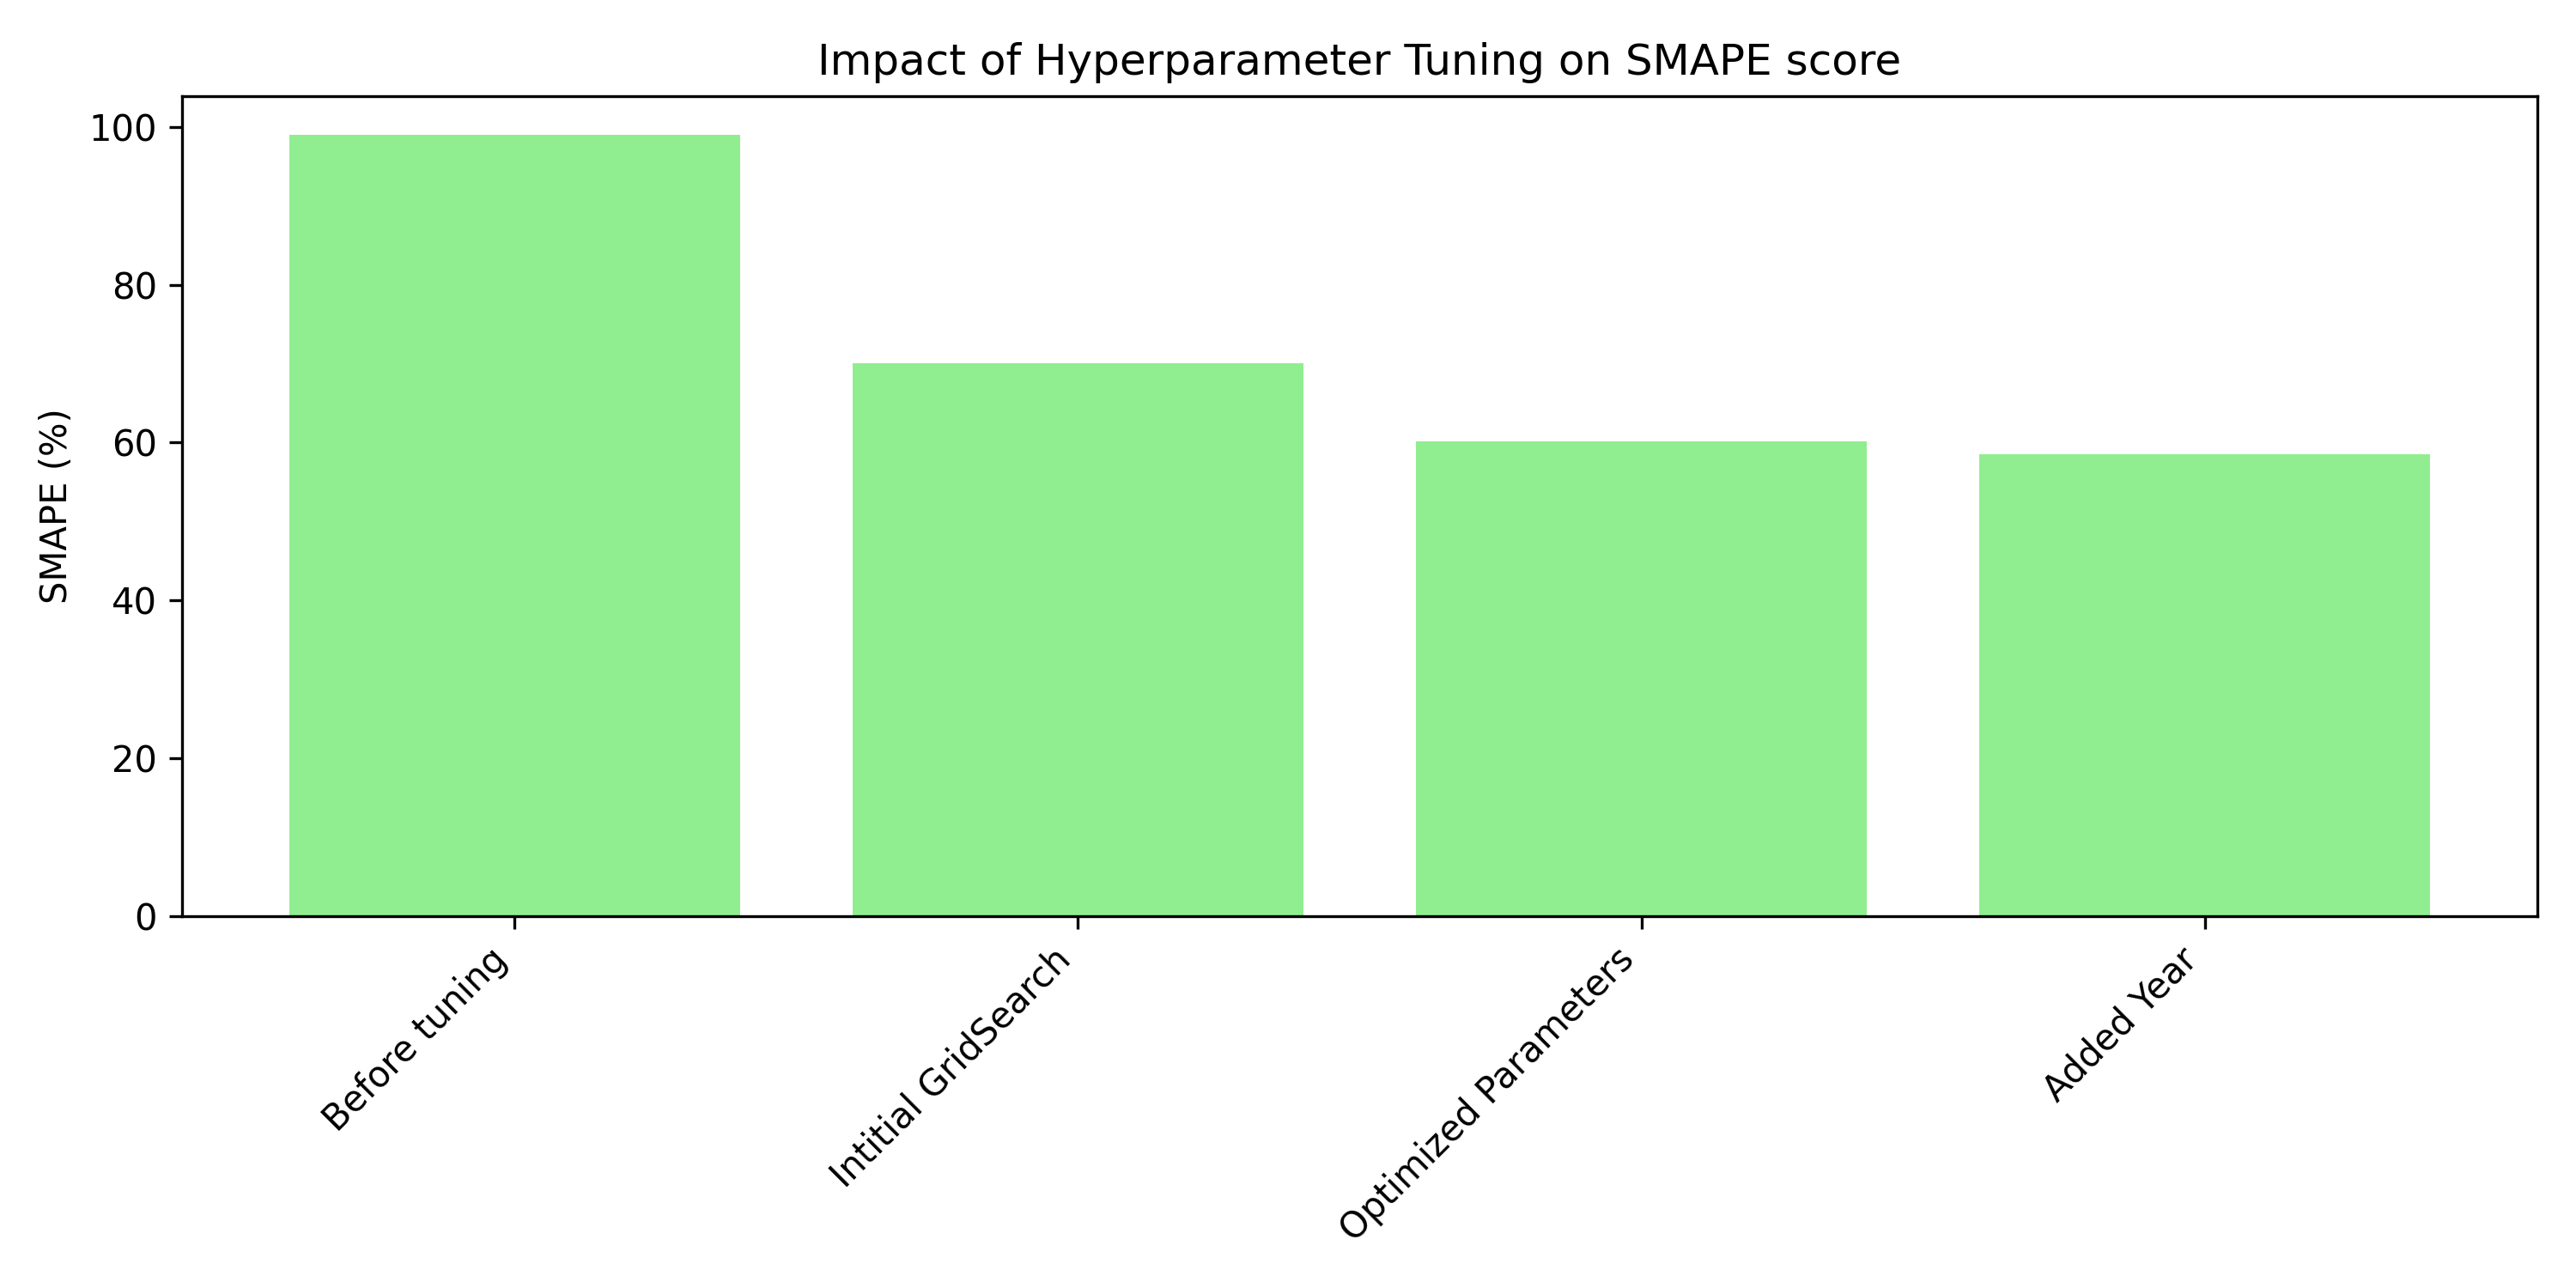 Impact of Hyperparameter Tuning on SMAPE score
SMAPE (%)
100
80
60
40
20
0
Before tuning
Intitial GridSearch
Optimized Parameters
Added Year